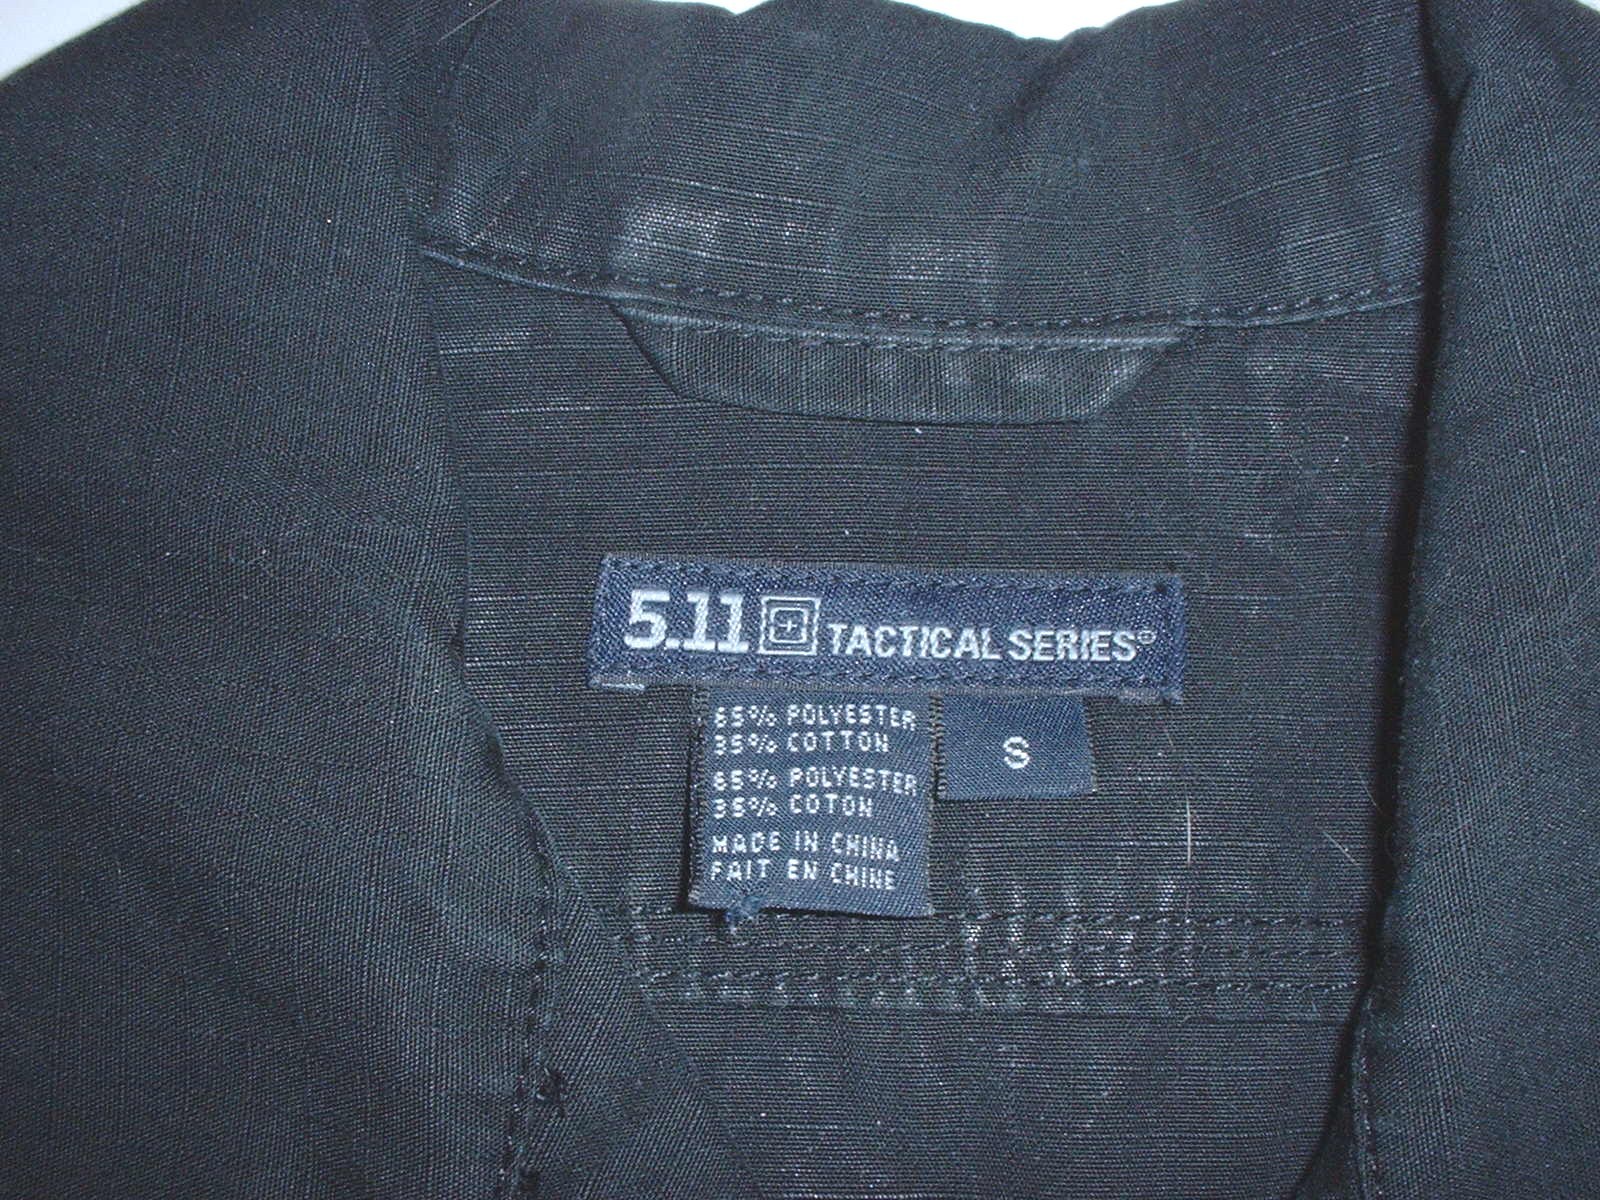 5.11 TACTICAL SERIES®
65% POLYESTER
35% COTTON
65% POLYESTER
35% COTON
MADE IN CHINA
FAIT EN CHINE
S